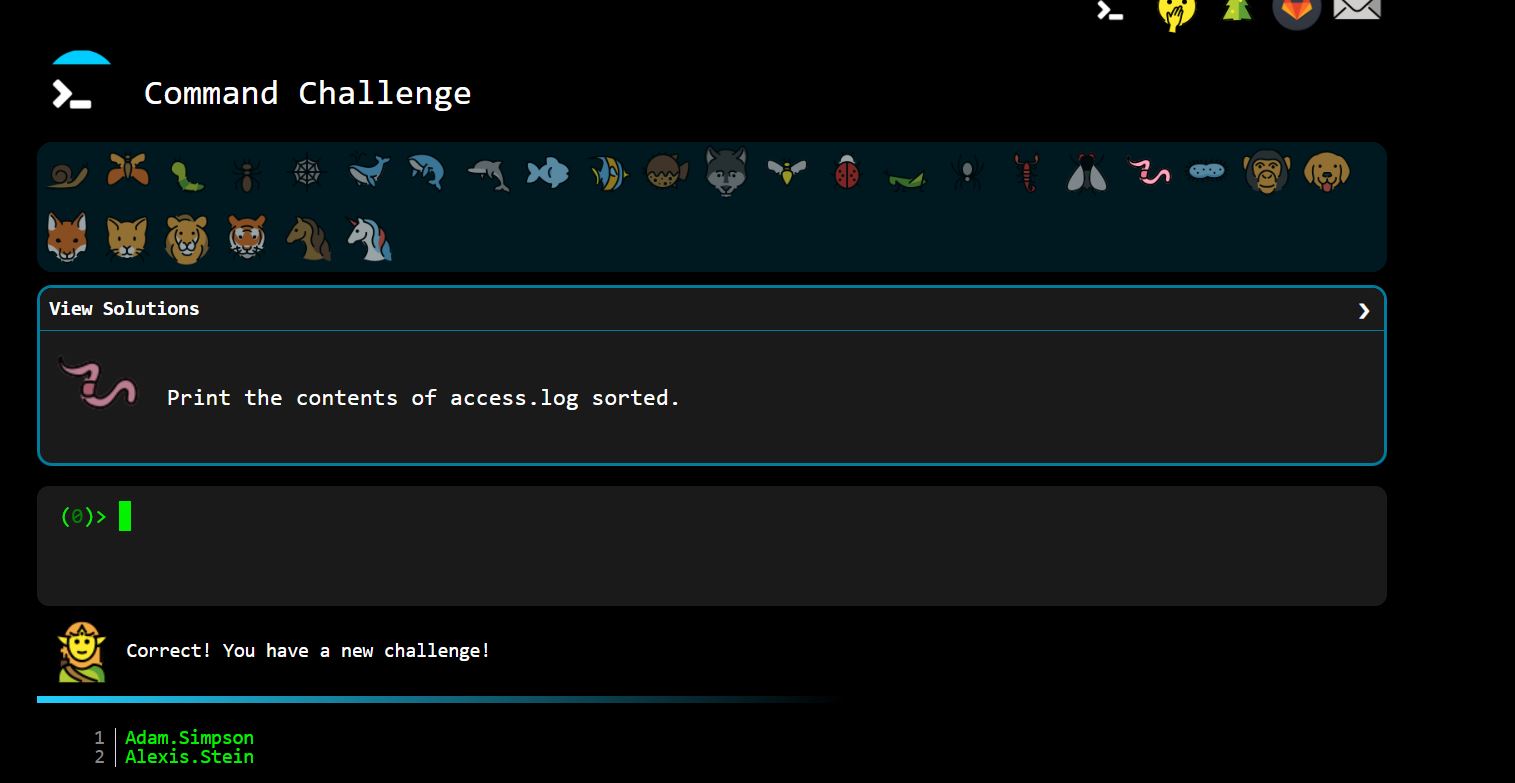 Command Challenge
View Solutions
Print the contents of access.log sorted.
(0)>
Correct! You have a new challenge!
1 Adam.Simpson
2 Alexis.Stein